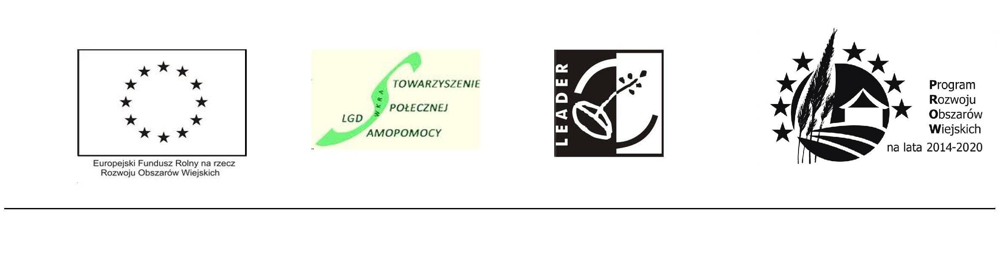 Europejski Fundusz Rolny na rzecz
Rozwoju Obszarów Wiejskich
TOWARZYSZENIE
POŁECZNEJ
LGD
WKRA
AMOPOMOCY
LEADER
Program
Rozwoju
Obszarów
Wiejskich
na lata 2014-2020